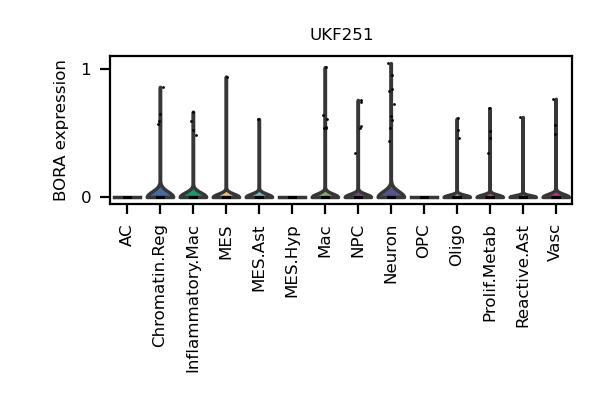 UKF251
BORA expression
1
0
AC
Chromatin.Reg
Inflammatory.Mac
MES
MES.Ast
MES.Hyp
Mac
NPC
Neuron
OPC
Oligo
Prolif.Metab
Reactive.Ast
Vasc